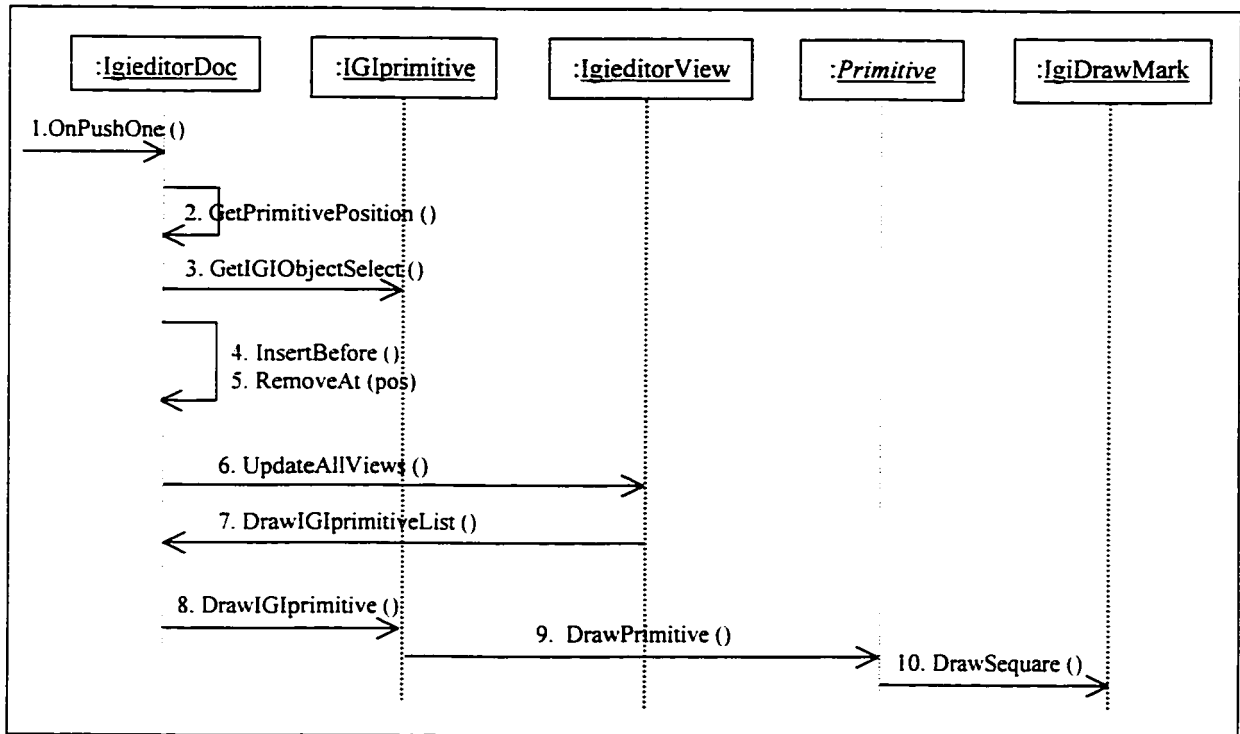 :IgieditorDoc
:IGIprimitive
:IgieditorView
:Primitive
:IgiDrawMark
1.OnPushOne ()
2. GetPrimitivePosition ()
3. GetIGIObjectSelect ()
4. InsertBefore ()
5. RemoveAt (pos)
6. UpdateAllViews ()
7. DrawIGIprimitiveList ()
8. DrawIGIprimitive ()
9. DrawPrimitive ()
10. DrawSequare ()